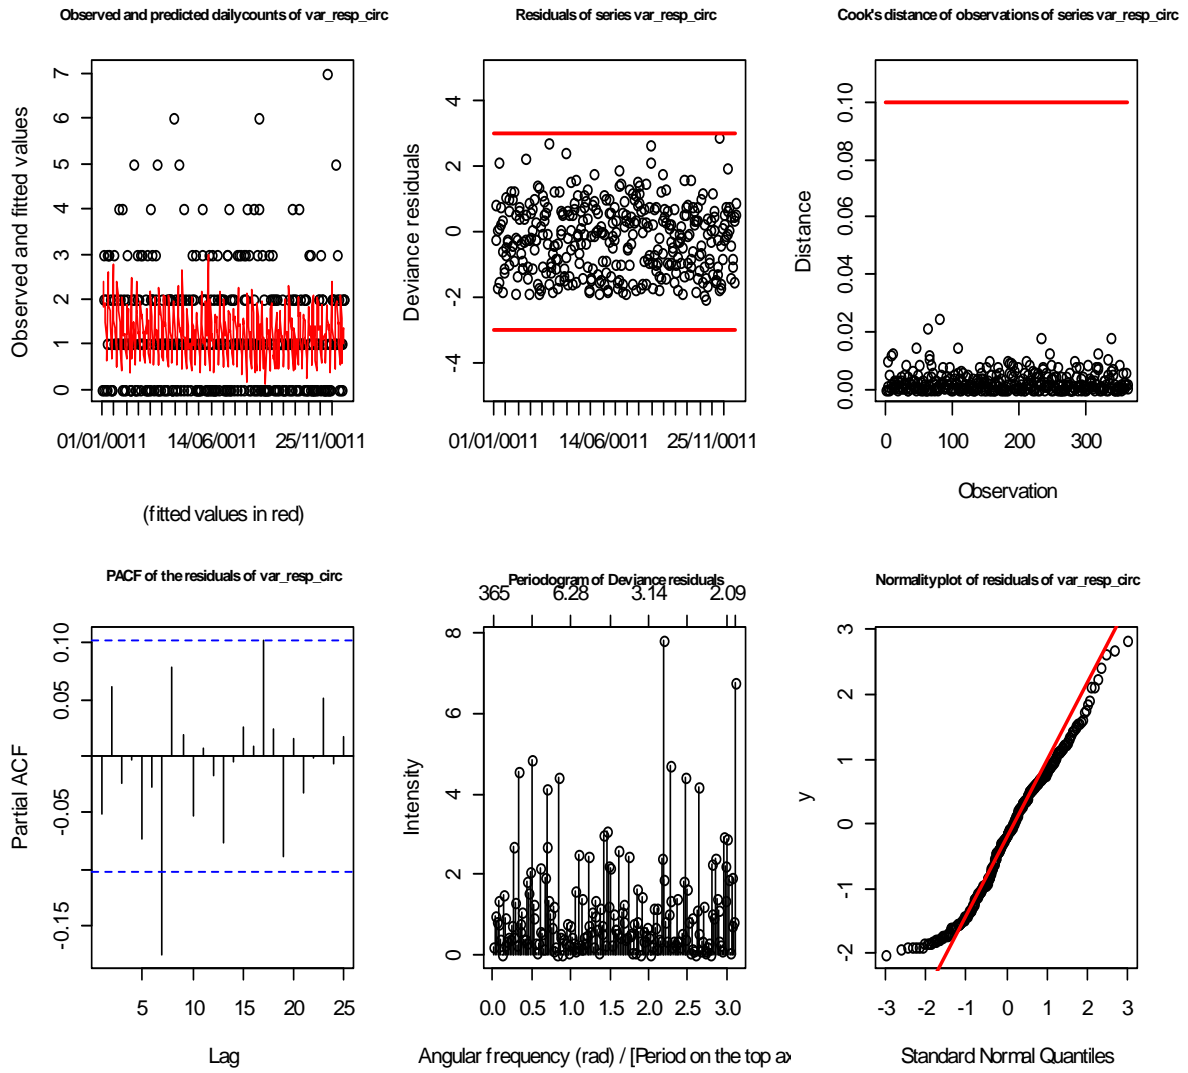 Observed and predicted dailycounts of var_resp_circ
Observed and fitted values
7
6
5
4
3
2
1
0
01/01/0011 14/06/0011 25/11/0011
(fitted values in red)
Residuals of series var_resp_circ
Deviance residuals
4
2
0
-2
-4
01/01/0011 14/06/0011 25/11/0011
Cook's distance of observations of series var_resp_circ
Distance
0.10
0.08
0.06
0.04
0.02
0.00
0 100 200 300
Observation
PACF of the residuals of var_resp_circ
Partial ACF
0.10
0.05
-0.05
-0.15
5 10 15 20 25
Lag
Periodogram of Deviance residuals
365 6.28 3.14 2.09
Intensity
8
6
4
2
0
0.0 0.5 1.0 1.5 2.0 2.5 3.0
Angular frequency (rad) / [Period on the top ax
Normalityplot of residuals of var_resp_circ
y
3
2
1
0
-1
-2
-3 -2 -1 0 1 2 3
Standard Normal Quantiles